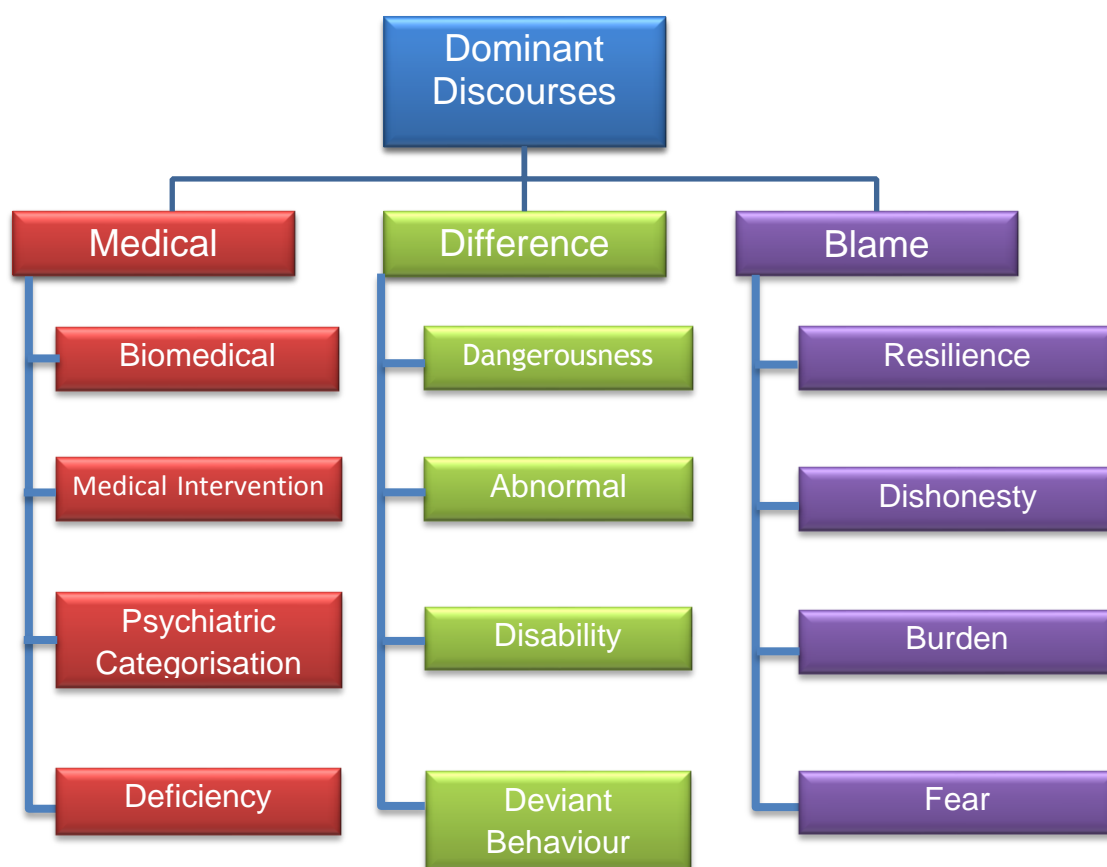 Dominant
Discourses
Medical
Difference
Blame
Biomedical
Dangerousness
Resilience
Medical Intervention
Abnormal
Dishonesty
Psychiatric
Categorisation
Disability
Burden
Deficiency
Deviant
Behaviour
Fear